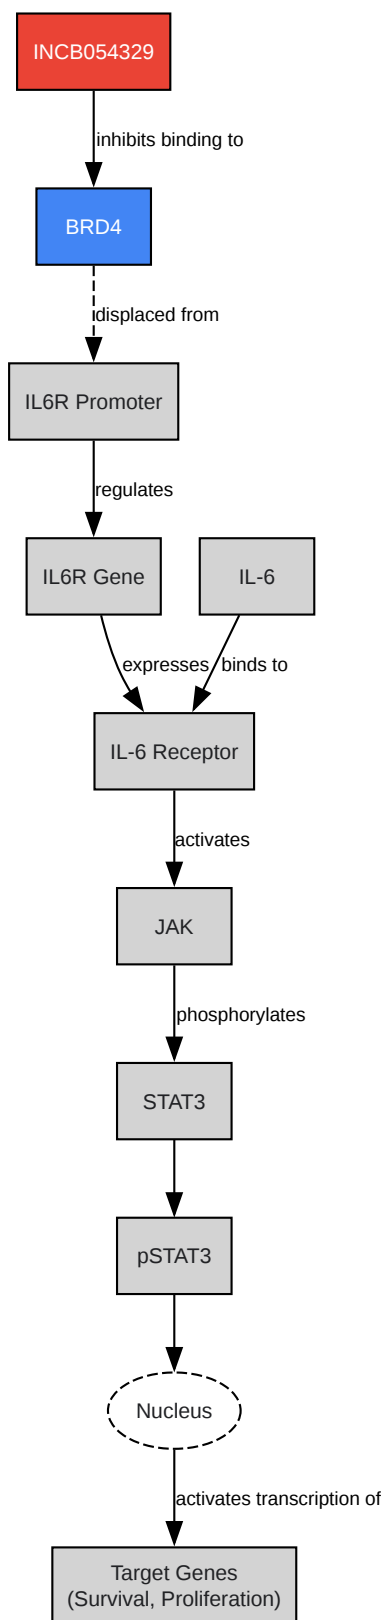 INCB054329
inhibits binding to
BRD4
displaced from
IL6R Promoter
regulates
IL6R Gene
IL-6
expresses
binds to
IL-6 Receptor
activates
JAK
phosphorylates
STAT3
pSTAT3
Nucleus
activates transcription of
Target Genes
(Survival, Proliferation)